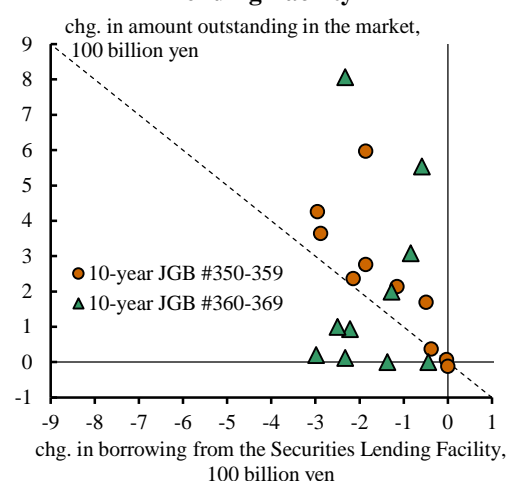 chg. in amount outstanding in the market,
100 billion yen
9
8
7
6
5
4
3
2
1
0
-1
10-year JGB #350-359
10-year JGB #360-369
-9 -8 -7 -6 -5 -4 -3 -2 -1 0 1
chg. in borrowing from the Securities Lending Facility,
100 billion yen